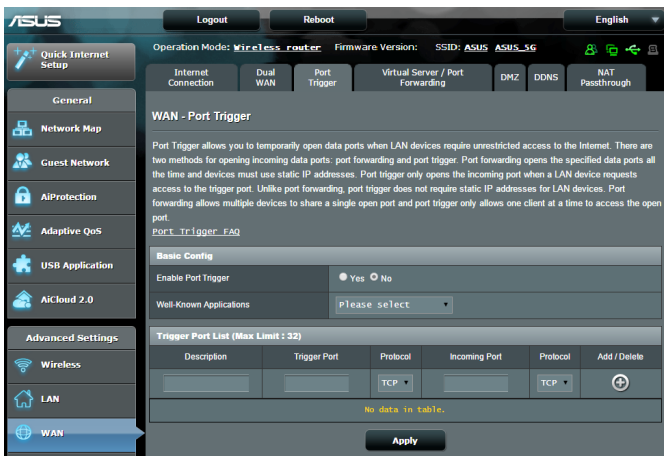 ASUS
Logout
Reboot
English
Quick Internet
Setup
Operation Mode: Wireless router Firmware Version: SSID: ASUS ASUS_5G
Internet
Connection
Dual
WAN
Port
Trigger
Virtual Server / Port
Forwarding
DMZ
DDNS
NAT
Passthrough
General
Network Map
Guest Network
AiProtection
Adaptive QoS
USB Application
AiCloud 2.0
Advanced Settings
Wireless
LAN
WAN
WAN - Port Trigger
Port Trigger allows you to temporarily open data ports when LAN devices require unrestricted access to the Internet. There are
two methods for opening incoming data ports: port forwarding and port trigger. Port forwarding opens the specified data ports all
the time and devices must use static IP addresses. Port trigger only opens the incoming port when a LAN device requests
access to the trigger port. Unlike port forwarding, port trigger does not require static IP addresses for LAN devices. Port
forwarding allows multiple devices to share a single open port and port trigger only allows one client at a time to access the open
port.
Port Trigger FAQ
Basic Config
Enable Port Trigger Yes No
Well-Known Applications Please select
Trigger Port List (Max Limit : 32)
Description Trigger Port Protocol Incoming Port Protocol Add / Delete
TCP TCP
No data in table.
Apply